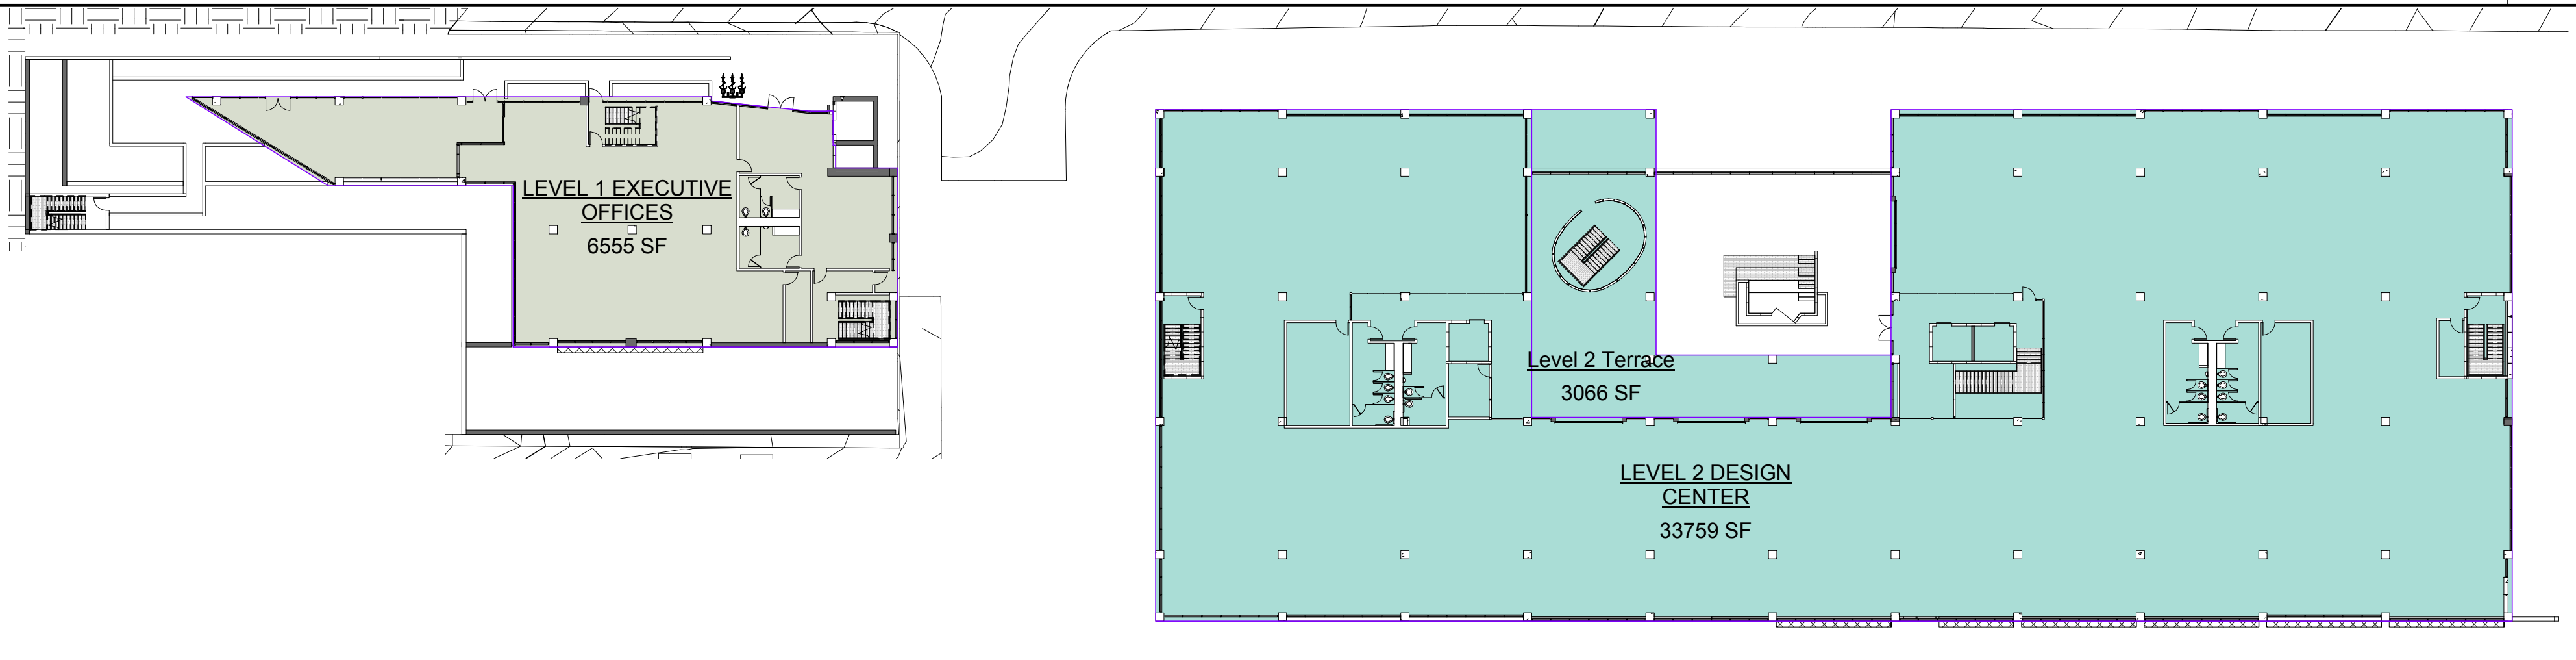 LEVEL 1 EXECUTIVE
OFFICES
6555 SF
Level 2 Terrace
3066 SF
LEVEL 2 DESIGN
CENTER
33759 SF